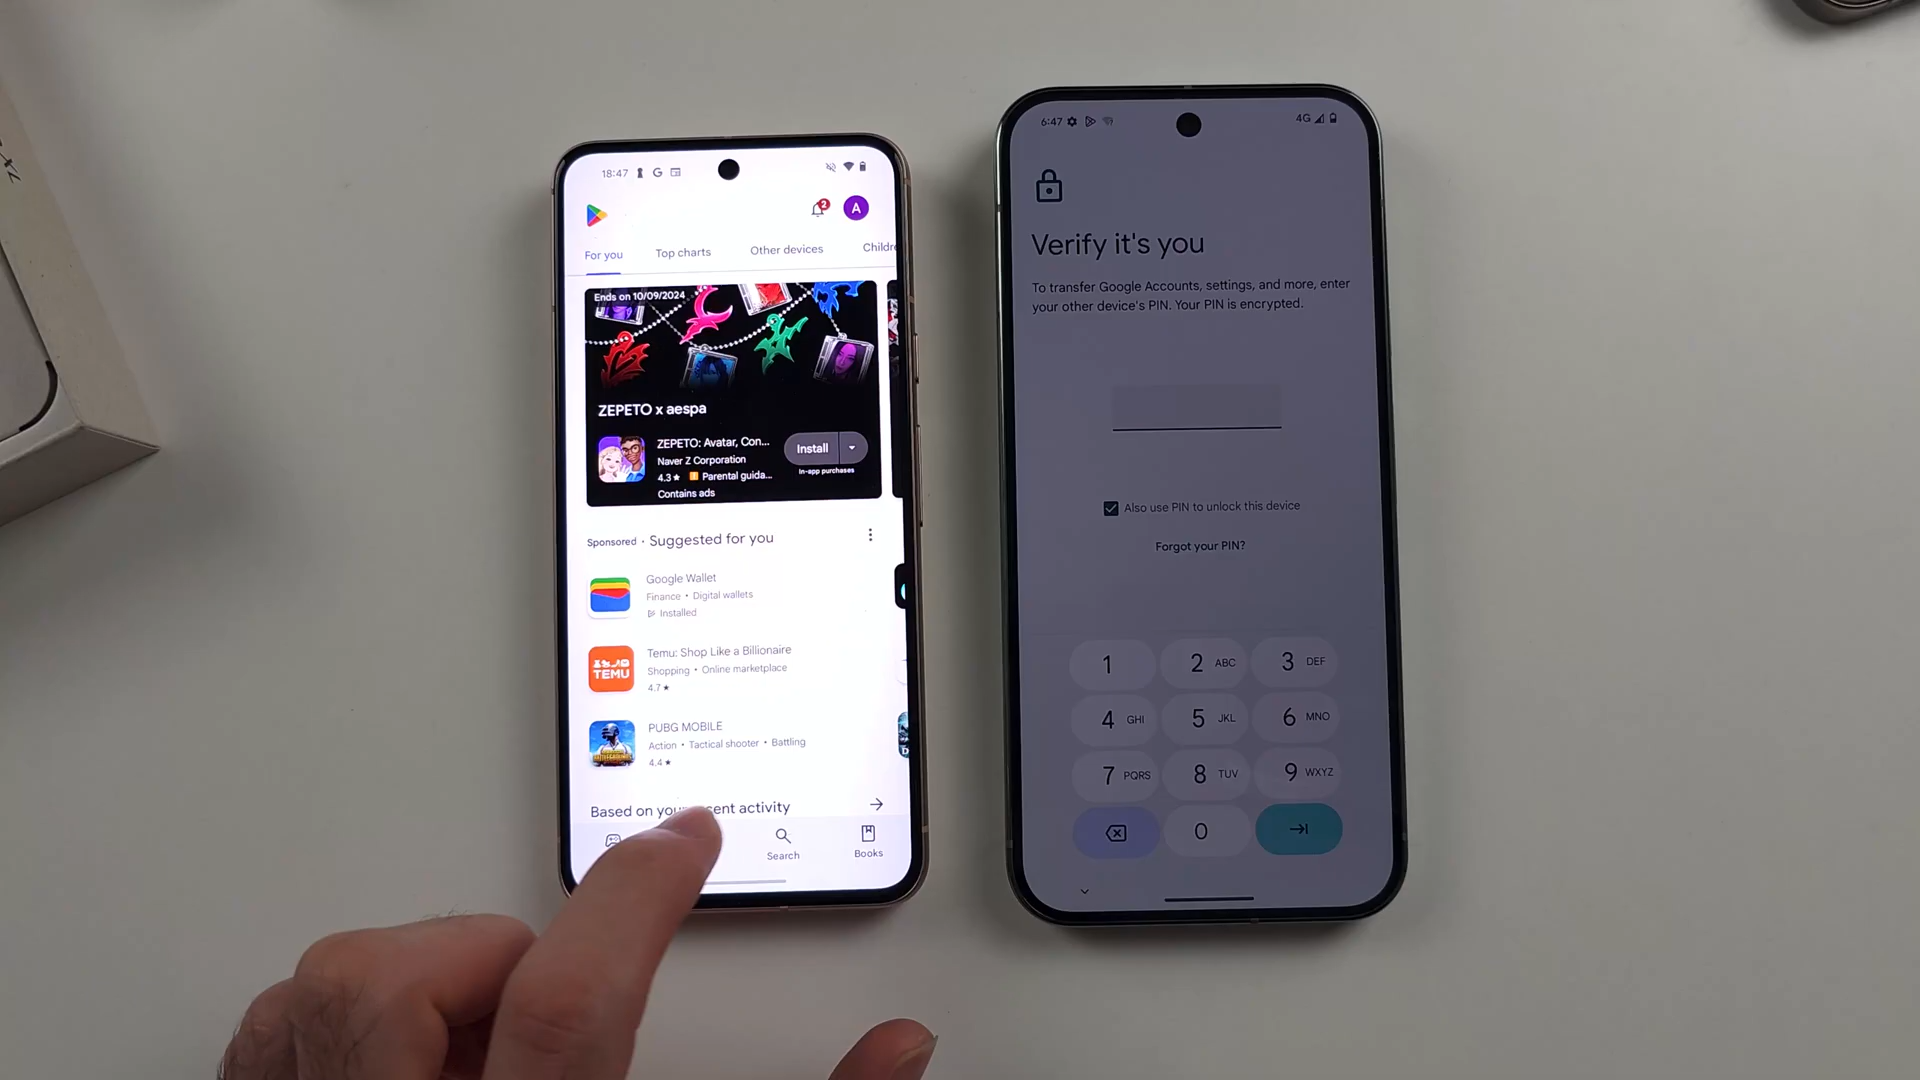 18:47
For you
Top charts
Other devices
Childre
Ends on 10/09/2024
ZEPETO x aespa
ZEPETO: Avatar, Con...
Naver Z Corporation
4.3★ Parental guida...
Contains ads
Install
In-app purchases
Sponsored • Suggested for you
Google Wallet
Finance • Digital wallets
Installed
TEMU
Temu: Shop Like a Billionaire
Shopping • Online marketplace
4.7★
PUBG MOBILE
Action • Tactical shooter • Battling
4.4★
Based on your recent activity
Search
Books
6:47
4G
Verify it's you
To transfer Google Accounts, settings, and more, enter
your other device's PIN. Your PIN is encrypted.
Also use PIN to unlock this device
Forgot your PIN?
1
2 ABC
3 DEF
4 GHI
5 JKL
6 MNO
7 PQRS
8 TUV
9 WXYZ
0